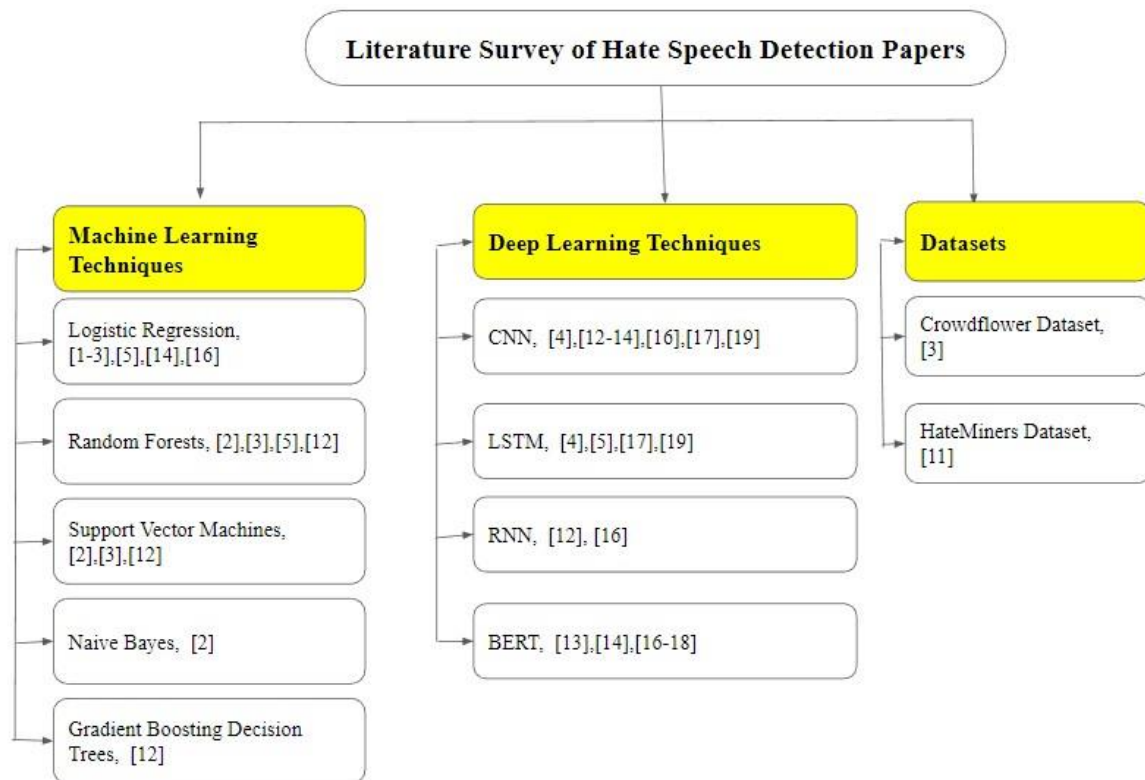 Literature Survey of Hate Speech Detection Papers
Machine Learning
Techniques
Logistic Regression,
[1-3],[5],[14],[16]
Random Forests, [2],[3],[5],[12]
Support Vector Machines,
[2],[3],[12]
Naive Bayes, [2]
Gradient Boosting Decision
Trees, [12]
Deep Learning Techniques
CNN, [4],[12-14],[16],[17],[19]
LSTM, [4],[5],[17],[19]
RNN, [12], [16]
BERT, [13],[14],[16-18]
Datasets
Crowdflower Dataset,
[3]
HateMiners Dataset,
[11]